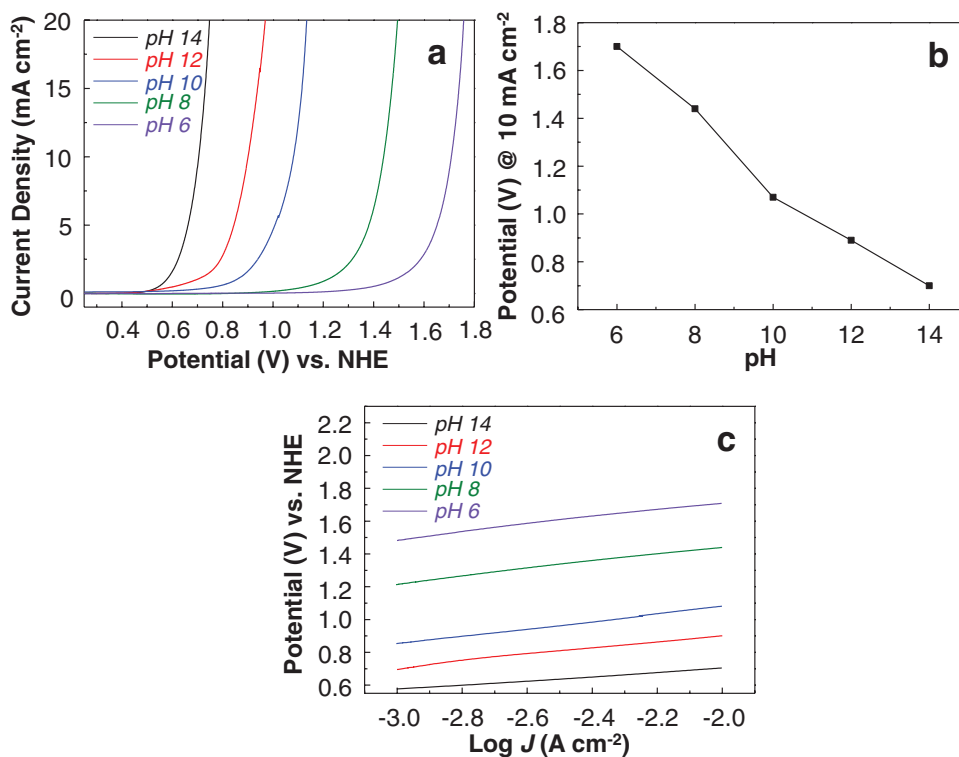 a
pH 14
pH 12
pH 10
pH 8
pH 6
20
15
10
5
0
Current Density (mA cm-2)
0.4 0.6 0.8 1.0 1.2 1.4 1.6 1.8
Potential (V) vs. NHE
b
1.8
1.6
1.4
1.2
1.0
0.8
0.6
Potential (V) @ 10 mA cm-2
6 8 10 12 14
pH
c
pH 14
pH 12
pH 10
pH 8
pH 6
2.2
2.0
1.8
1.6
1.4
1.2
1.0
0.8
0.6
Potential (V) vs. NHE
-3.0 -2.8 -2.6 -2.4 -2.2 -2.0
Log J (A cm-2)